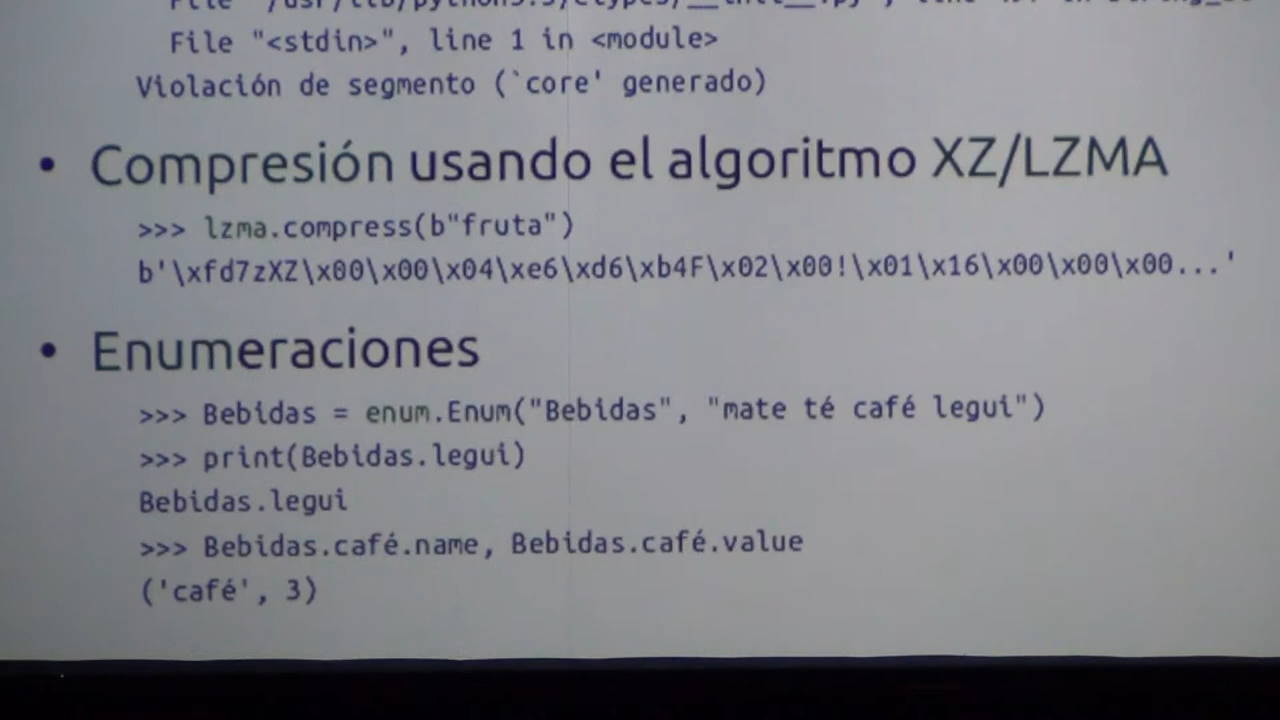 File "<stdin>", line 1 in <module>
Violación de segmento (`core' generado)
• Compresión usando el algoritmo XZ/LZMA
>>> lzma.compress(b"fruta")
b'\xfd7zXZ\x00\x00\x04\xe6\xd6\xb4F\x02\x00!\x01\x16\x00\x00\x00...'
• Enumeraciones
>>> Bebidas = enum.Enum("Bebidas", "mate té café legui")
>>> print(Bebidas.legui)
Bebidas.legui
>>> Bebidas.café.name, Bebidas.café.value
('café', 3)